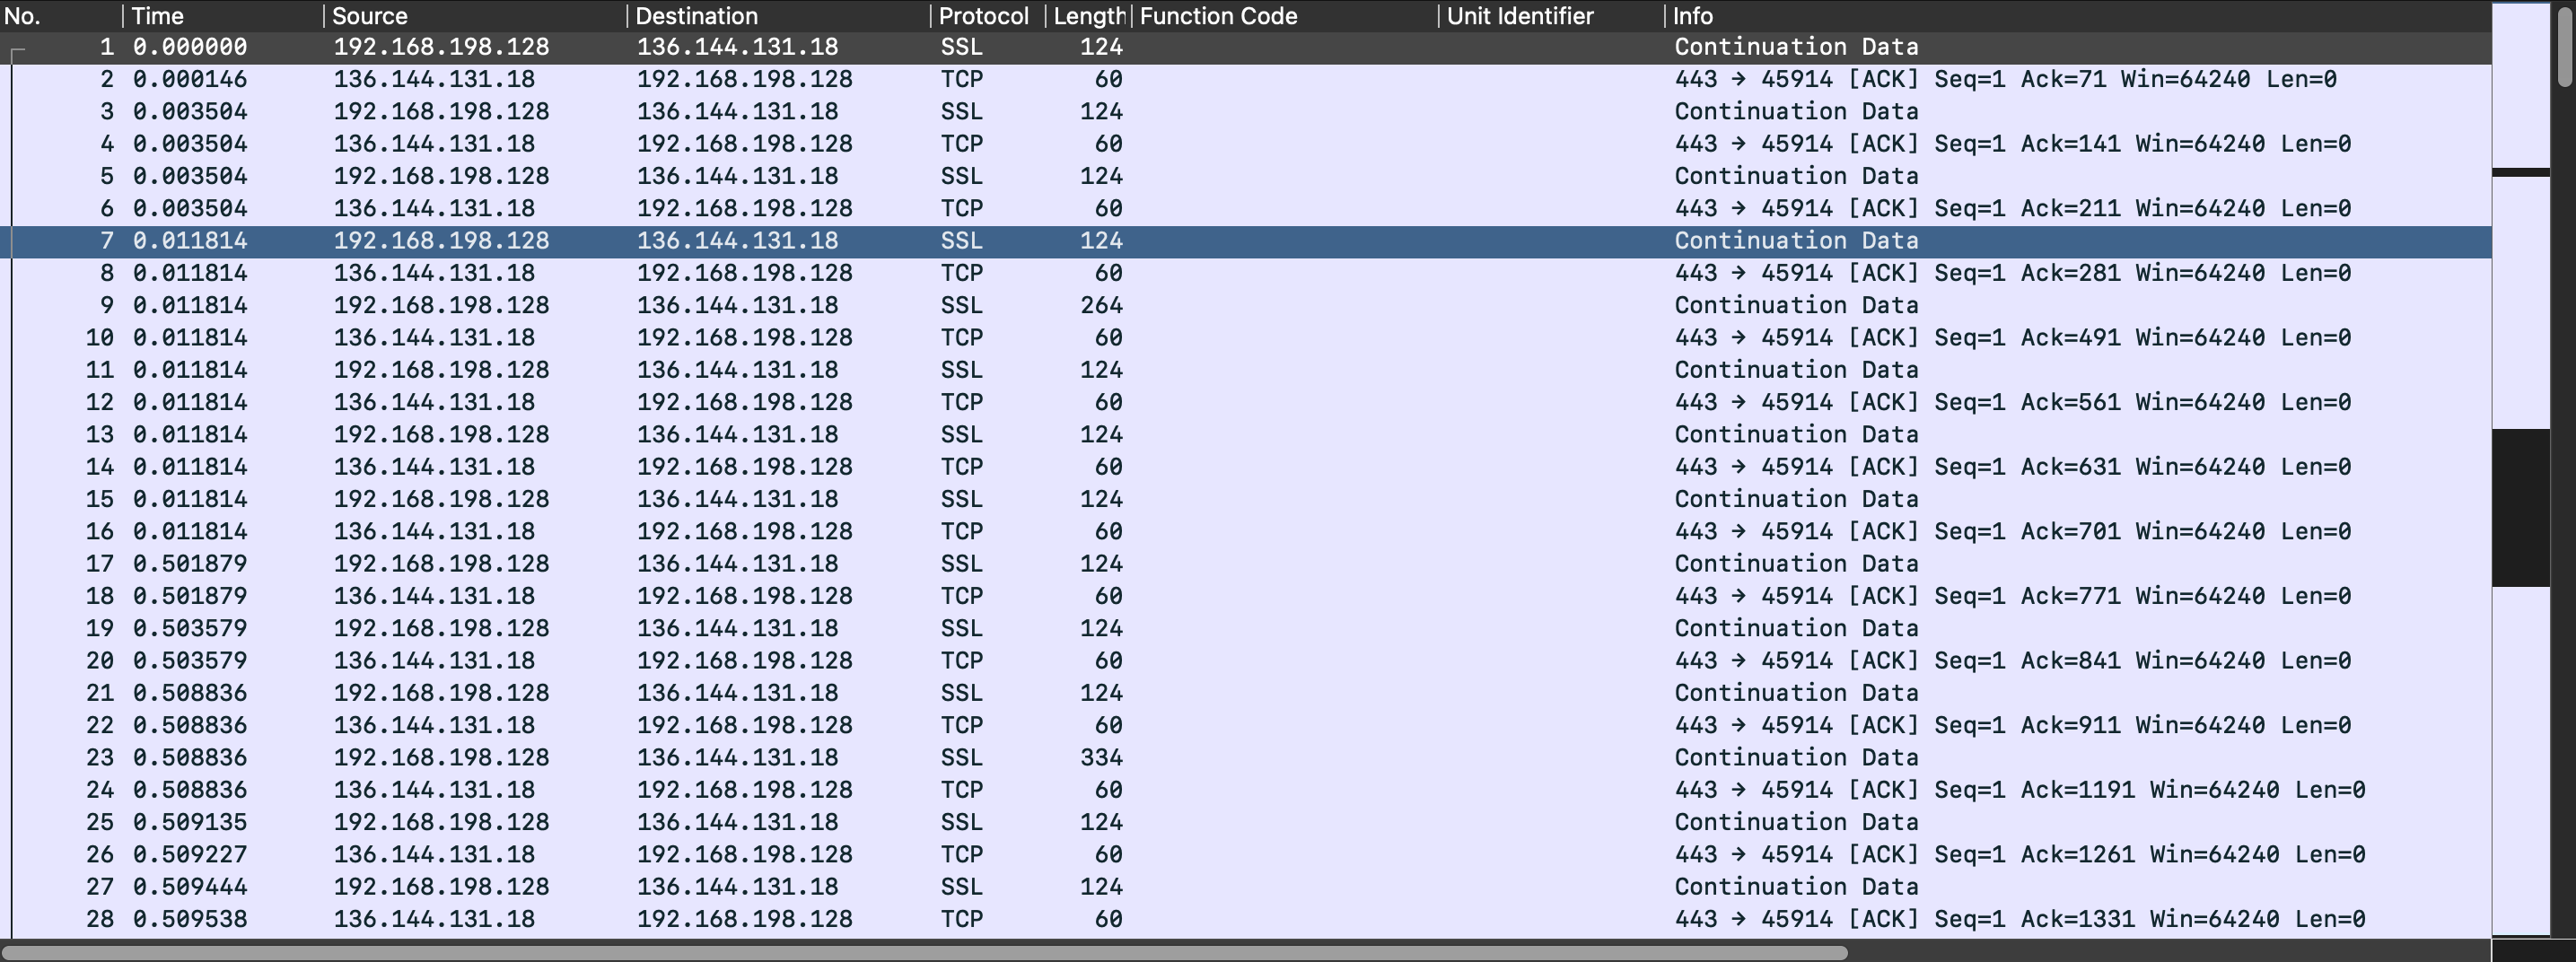 No. Time Source Destination Protocol Length Function Code Unit Identifier Info
1 0.000000 192.168.198.128 136.144.131.18 SSL 124 Continuation Data
2 0.000146 136.144.131.18 192.168.198.128 TCP 60 443 → 45914 [ACK] Seq=1 Ack=71 Win=64240 Len=0
3 0.003504 192.168.198.128 136.144.131.18 SSL 124 Continuation Data
4 0.003504 136.144.131.18 192.168.198.128 TCP 60 443 → 45914 [ACK] Seq=1 Ack=141 Win=64240 Len=0
5 0.003504 192.168.198.128 136.144.131.18 SSL 124 Continuation Data
6 0.003504 136.144.131.18 192.168.198.128 TCP 60 443 → 45914 [ACK] Seq=1 Ack=211 Win=64240 Len=0
7 0.011814 192.168.198.128 136.144.131.18 SSL 124 Continuation Data
8 0.011814 136.144.131.18 192.168.198.128 TCP 60 443 → 45914 [ACK] Seq=1 Ack=281 Win=64240 Len=0
9 0.011814 192.168.198.128 136.144.131.18 SSL 264 Continuation Data
10 0.011814 136.144.131.18 192.168.198.128 TCP 60 443 → 45914 [ACK] Seq=1 Ack=491 Win=64240 Len=0
11 0.011814 192.168.198.128 136.144.131.18 SSL 124 Continuation Data
12 0.011814 136.144.131.18 192.168.198.128 TCP 60 443 → 45914 [ACK] Seq=1 Ack=561 Win=64240 Len=0
13 0.011814 192.168.198.128 136.144.131.18 SSL 124 Continuation Data
14 0.011814 136.144.131.18 192.168.198.128 TCP 60 443 → 45914 [ACK] Seq=1 Ack=631 Win=64240 Len=0
15 0.011814 192.168.198.128 136.144.131.18 SSL 124 Continuation Data
16 0.011814 136.144.131.18 192.168.198.128 TCP 60 443 → 45914 [ACK] Seq=1 Ack=701 Win=64240 Len=0
17 0.501879 192.168.198.128 136.144.131.18 SSL 124 Continuation Data
18 0.501879 136.144.131.18 192.168.198.128 TCP 60 443 → 45914 [ACK] Seq=1 Ack=771 Win=64240 Len=0
19 0.503579 192.168.198.128 136.144.131.18 SSL 124 Continuation Data
20 0.503579 136.144.131.18 192.168.198.128 TCP 60 443 → 45914 [ACK] Seq=1 Ack=841 Win=64240 Len=0
21 0.508836 192.168.198.128 136.144.131.18 SSL 124 Continuation Data
22 0.508836 136.144.131.18 192.168.198.128 TCP 60 443 → 45914 [ACK] Seq=1 Ack=911 Win=64240 Len=0
23 0.508836 192.168.198.128 136.144.131.18 SSL 334 Continuation Data
24 0.508836 136.144.131.18 192.168.198.128 TCP 60 443 → 45914 [ACK] Seq=1 Ack=1191 Win=64240 Len=0
25 0.509135 192.168.198.128 136.144.131.18 SSL 124 Continuation Data
26 0.509227 136.144.131.18 192.168.198.128 TCP 60 443 → 45914 [ACK] Seq=1 Ack=1261 Win=64240 Len=0
27 0.509444 192.168.198.128 136.144.131.18 SSL 124 Continuation Data
28 0.509538 136.144.131.18 192.168.198.128 TCP 60 443 → 45914 [ACK] Seq=1 Ack=1331 Win=64240 Len=0